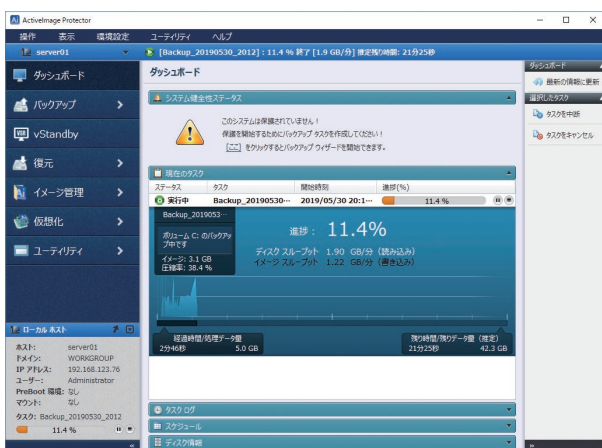 ActiveImage Protector
操作 表示 環境設定 ユーティリティ ヘルプ
server01
[Backup_20190530_2012] : 11.4 % 終了 [1.9 GB/分] 推定残り時間: 21分25秒
ダッシュボード
バックアップ
vStandby
復元
イメージ管理
仮想化
ユーティリティ
ローカル ホスト
ホスト: server01
ドメイン: WORKGROUP
IP アドレス: 192.168.123.76
ユーザー: Administrator
PreBoot 環境: なし
マウント: なし
タスク: Backup_20190530_2012
11.4 %
ダッシュボード
システム健全性ステータス
このシステムは保護されていません!
保護を開始するためにバックアップ タスクを作成してください!
[ここ] をクリックするとバックアップ ウィザードを開始できます。
現在のタスク
ステータス タスク 開始時刻 進捗(%)
実行中 Backup_20190530… 2019/05/30 20:1… 11.4 %
Backup_2019053…
ボリューム C: のバックアップ中です
イメージ: 3.1 GB
圧縮率: 38.4 %
進捗 : 11.4%
ディスク スループット 1.90 GB/分 (読み込み)
イメージ スループット 1.22 GB/分 (書き込み)
経過時間/処理データ量
2分46秒 5.0 GB
残り時間/残りデータ量 (推定)
21分25秒 42.3 GB
タスク ログ
スケジュール
ディスク情報
ダッシュボード
最新の情報に更新
選択したタスク
タスクを中断
タスクをキャンセル